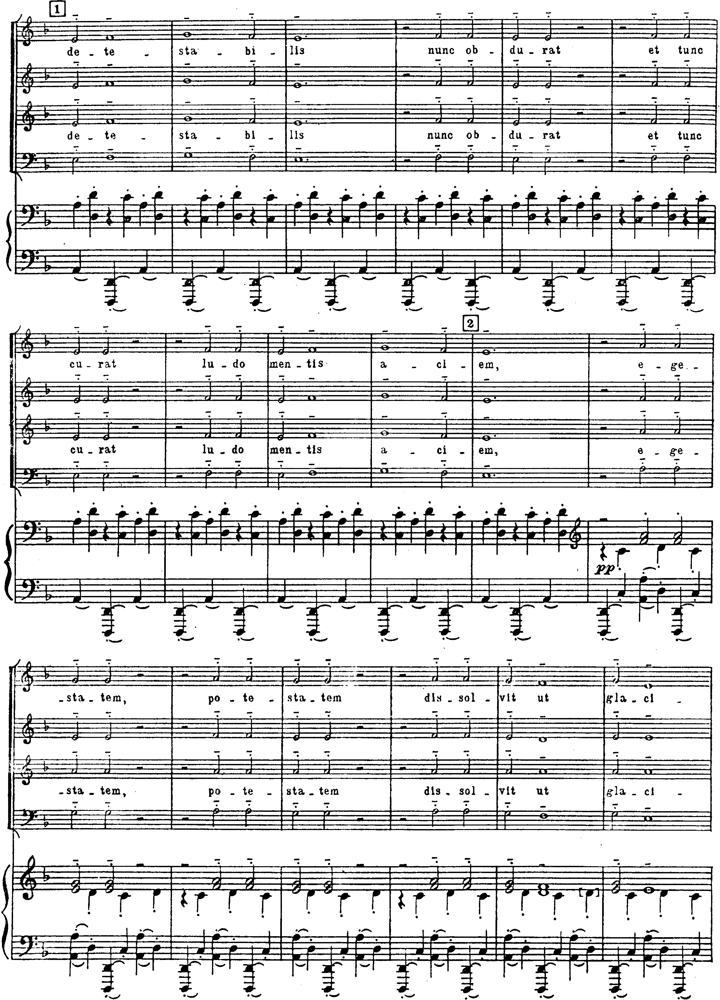 1
de - te - sta - bi - lis nunc ob - du - rat et tunc
de - te - sta - bi - lis nunc ob - du - rat et tunc
2
cu - rat lu - do men - tis a - ci - em, e - ge -
cu - rat lu - do men - tis a - ci - em, e - ge -
pp
- sta - tem, po - te - sta - tem dis - sol - vit ut gla - ci -
- sta - tem, po - te - sta - tem dis - sol - vit ut gla - ci -